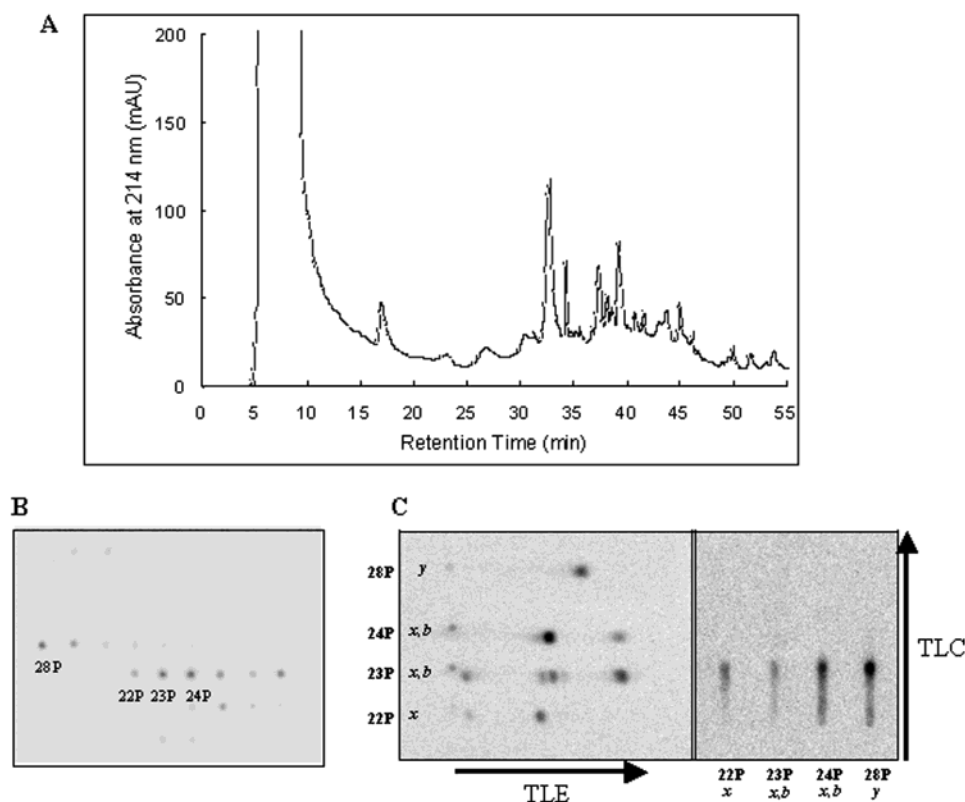 A
Absorbance at 214 nm (mAU)
200
150
100
50
0
0 5 10 15 20 25 30 35 40 45 50 55
Retention Time (min)
B
28P
22P 23P 24P
C
28P y
24P x,b
23P x,b
22P x
TLE
TLC
22P 23P 24P 28P
x x,b x,b y